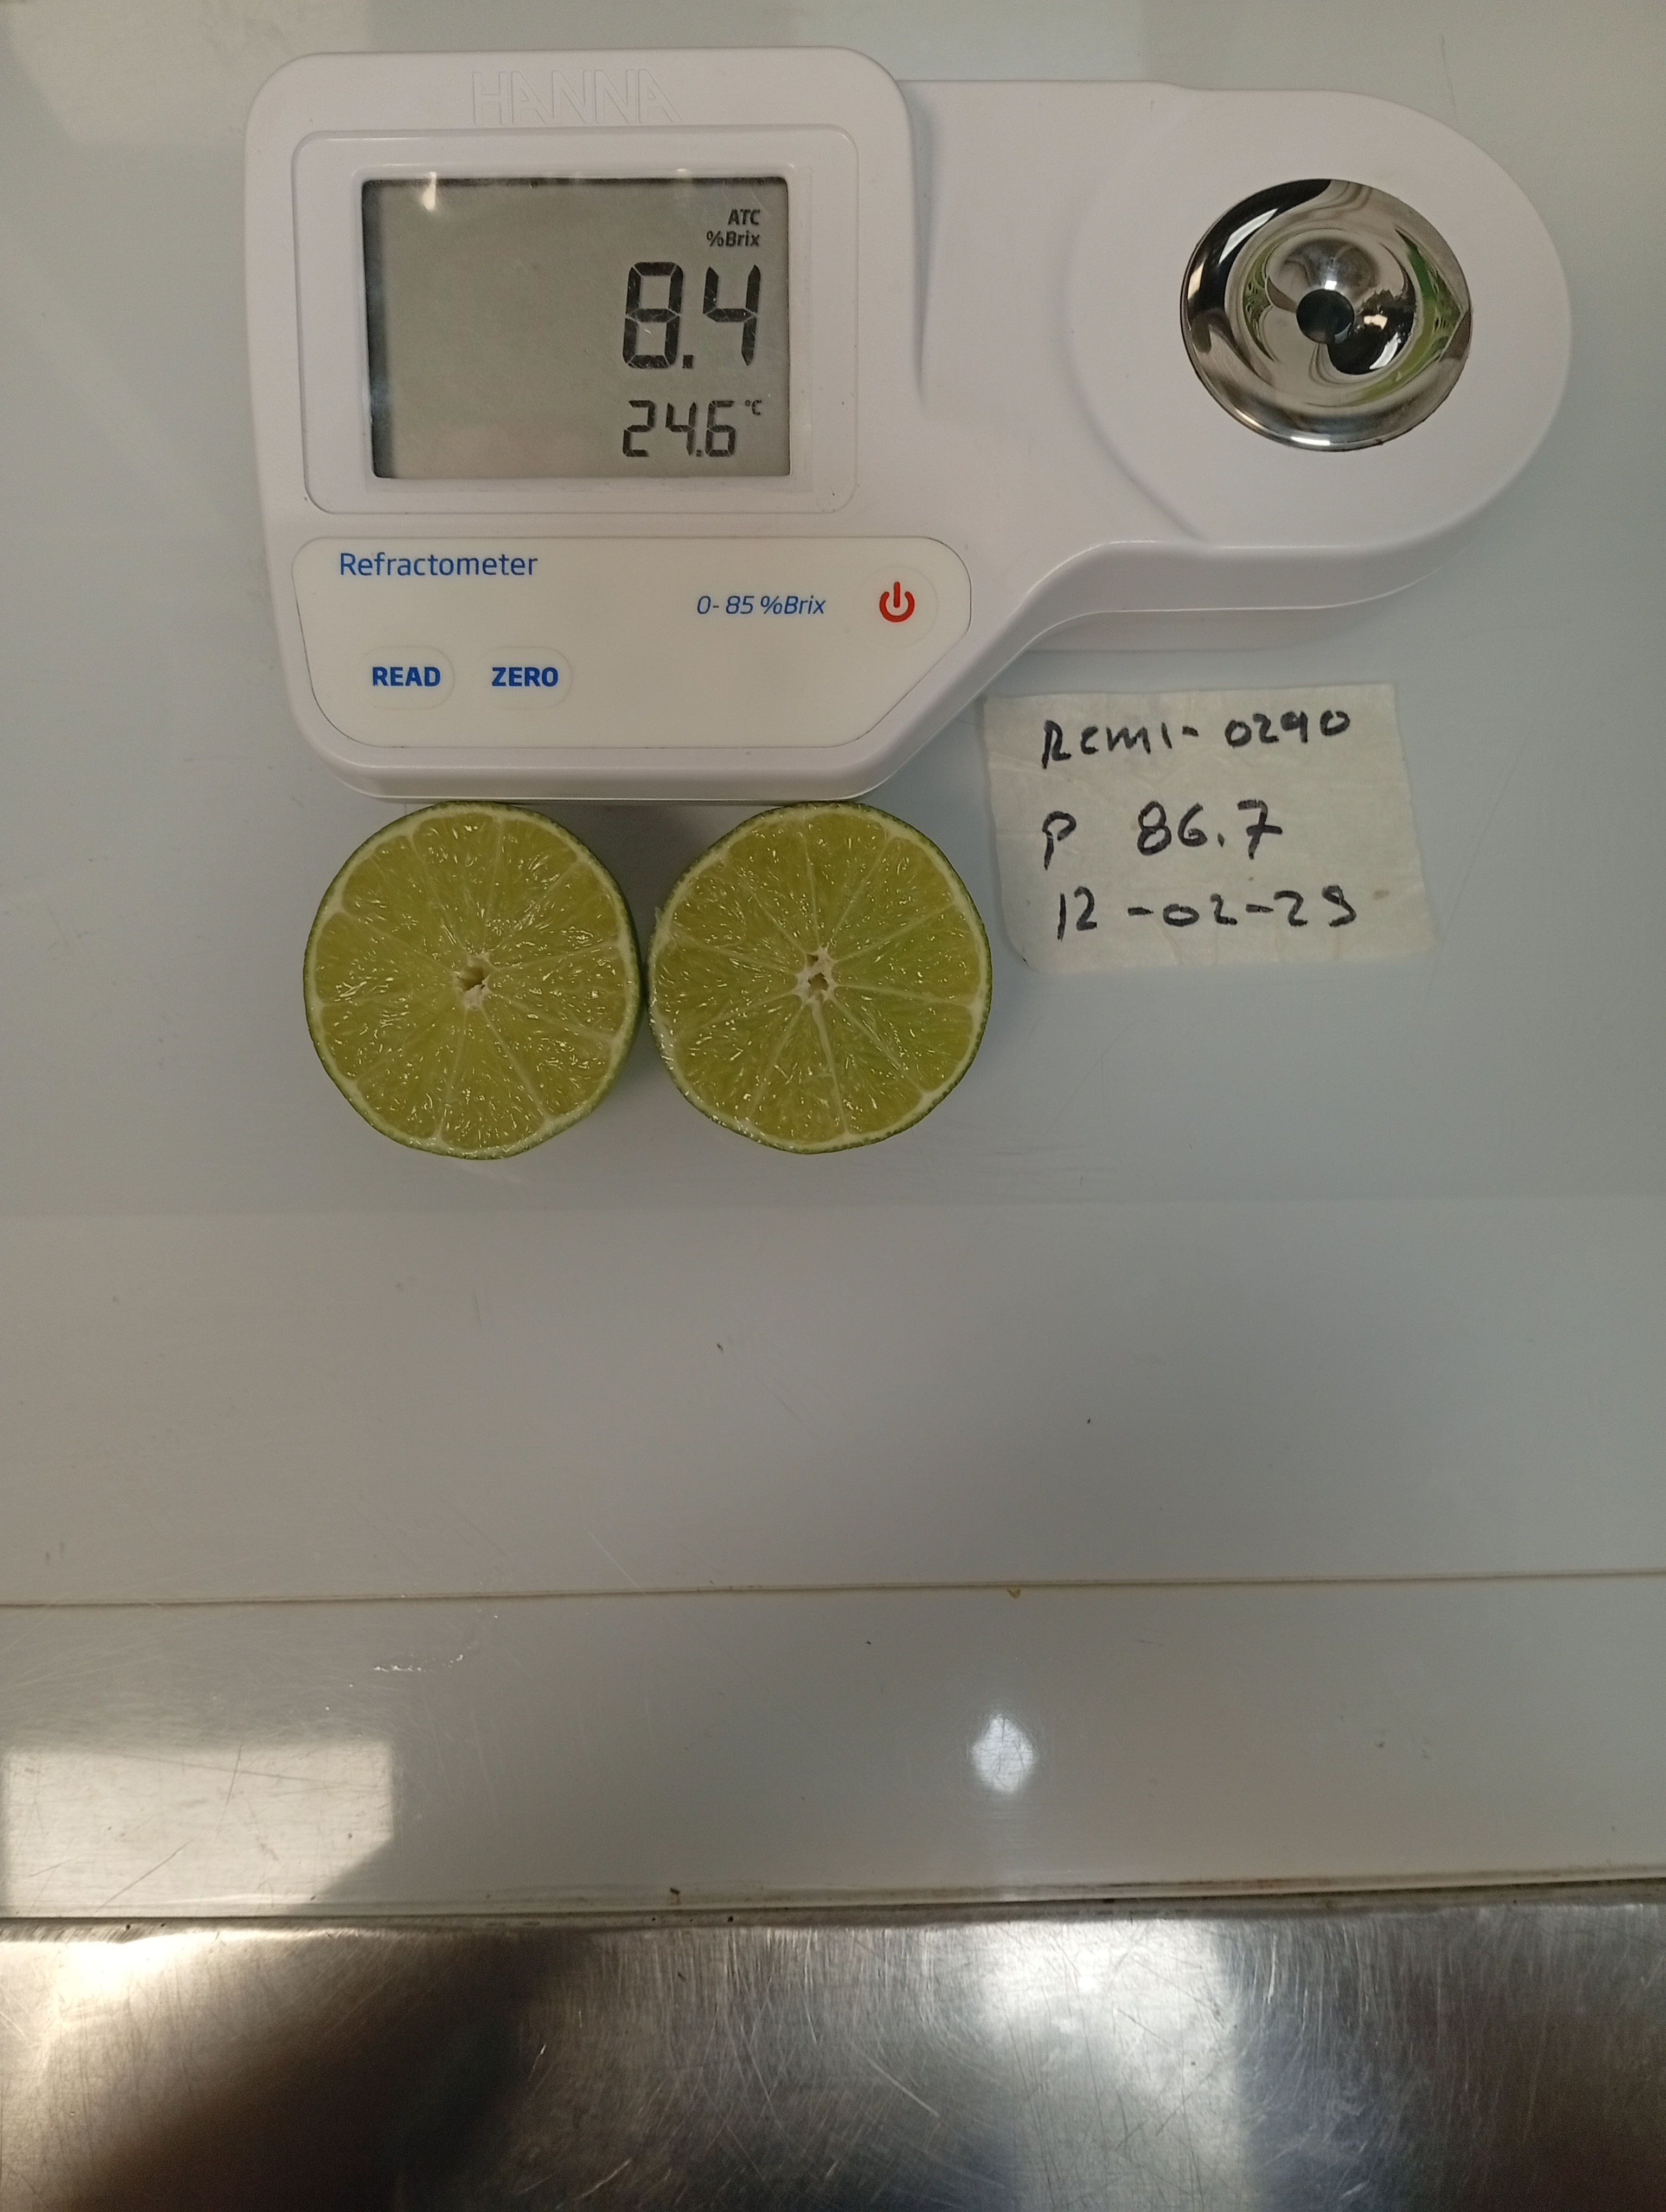 HANNA
ATC
%Brix
8.4
24.6 °C
Refractometer
0-85 %Brix
READ ZERO
Remi- 0290
P 86.7
12-02-25